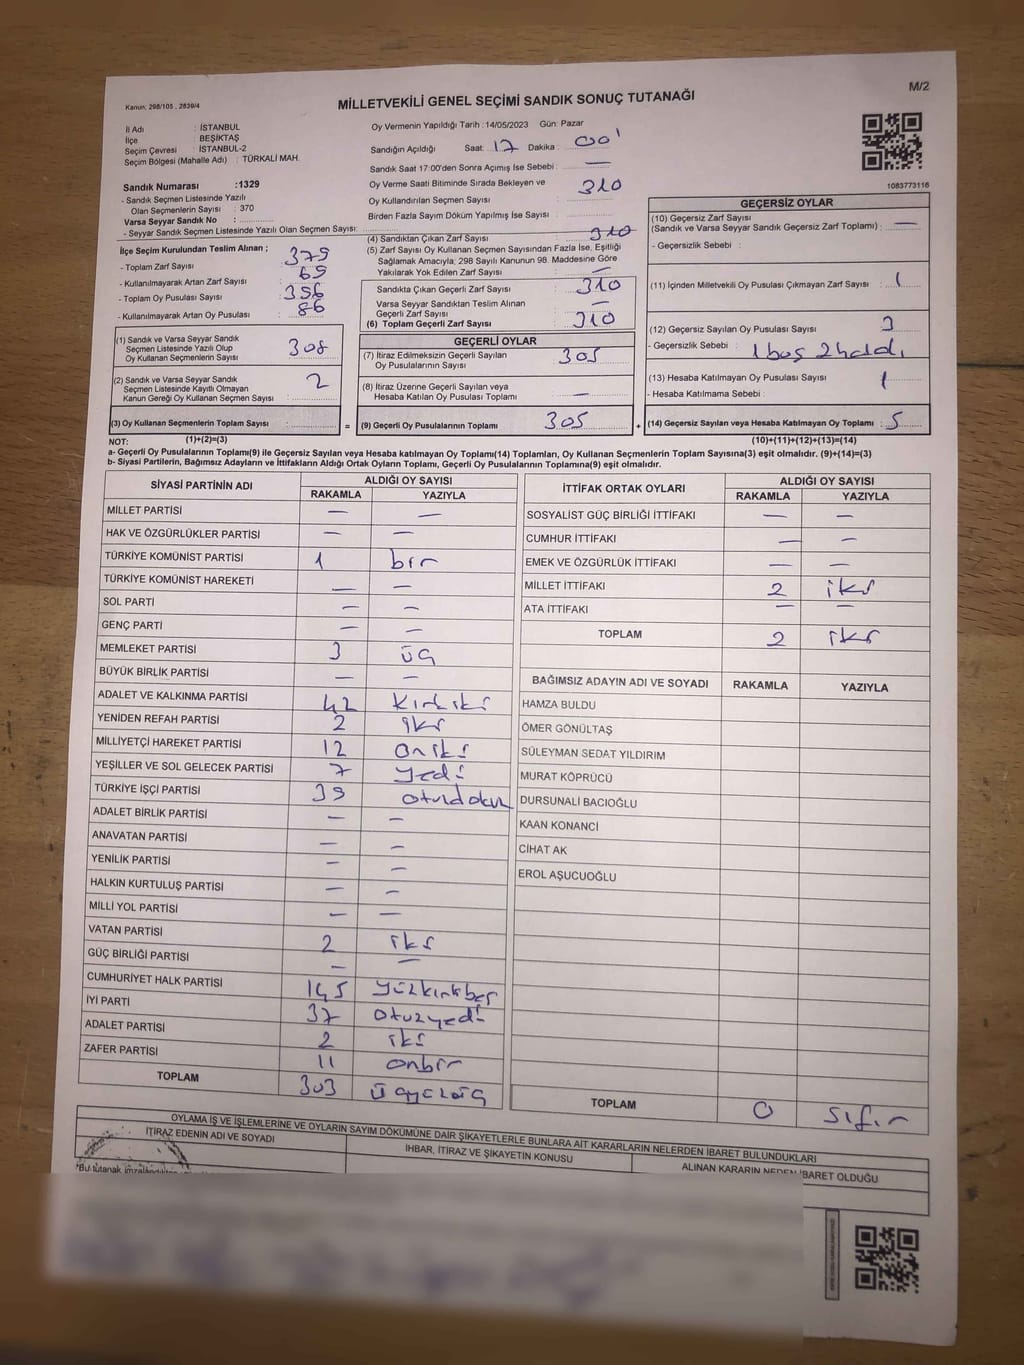 M/2
Kanun, 298/105 , 2839/4
MİLLETVEKİLİ GENEL SEÇİMİ SANDIK SONUÇ TUTANAĞI
İl Adı : İSTANBUL
İlçe : BEŞİKTAŞ
Seçim Çevresi : İSTANBUL-2
Seçim Bölgesi (Mahalle Adı) : TÜRKALİ MAH.
Oy Vermenin Yapıldığı Tarih :14/05/2023 Gün: Pazar
Sandığın Açıldığı Saat: 17 Dakika : 00
Sandık Saat 17:00'den Sonra Açımış İse Sebebi : —
Oy Verme Saati Bitiminde Sırada Bekleyen ve
Oy Kullandırılan Seçmen Sayısı : 310
Birden Fazla Sayım Döküm Yapılmış İse Sayısı :
1083773116
Sandık Numarası :1329
- Sandık Seçmen Listesinde Yazılı
Olan Seçmenlerin Sayısı : 370
Varsa Seyyar Sandık No :
- Seyyar Sandık Seçmen Listesinde Yazılı Olan Seçmen Sayısı:
İlçe Seçim Kurulundan Teslim Alınan ;
- Toplam Zarf Sayısı : 379
- Kullanılmayarak Artan Zarf Sayısı : 69
- Toplam Oy Pusulası Sayısı : 396
- Kullanılmayarak Artan Oy Pusulası : 86
(1) Sandık ve Varsa Seyyar Sandık
Seçmen Listesinde Yazılı Olup
Oy Kullanan Seçmenlerin Sayısı : 308
(2) Sandık ve Varsa Seyyar Sandık
Seçmen Listesinde Kayıtlı Olmayan
Kanun Gereği Oy Kullanan Seçmen Sayısı : 2
(3) Oy Kullanan Seçmenlerin Toplam Sayısı :
(1)+(2)=(3)
(4) Sandıktan Çıkan Zarf Sayısı : 310
(5) Zarf Sayısı Oy Kullanan Seçmen Sayısından Fazla İse, Eşitliği
Sağlamak Amacıyla; 298 Sayılı Kanunun 98. Maddesine Göre
Yakılarak Yok Edilen Zarf Sayısı : —
Sandıkta Çıkan Geçerli Zarf Sayısı : 310
Varsa Seyyar Sandıktan Teslim Alınan
Geçerli Zarf Sayısı : —
(6) Toplam Geçerli Zarf Sayısı : 310
GEÇERLİ OYLAR
(7) İtiraz Edilmeksizin Geçerli Sayılan
Oy Pusulalarının Sayısı : 305
(8) İtiraz Üzerine Geçerli Sayılan veya
Hesaba Katılan Oy Pusulası Toplamı : —
= (9) Geçerli Oy Pusulalarının Toplamı : 305
GEÇERSİZ OYLAR
(10) Geçersiz Zarf Sayısı
(Sandık ve Varsa Seyyar Sandık Geçersiz Zarf Toplamı) : —
- Geçersizlik Sebebi :
(11) İçinden Milletvekili Oy Pusulası Çıkmayan Zarf Sayısı : 1
(12) Geçersiz Sayılan Oy Pusulası Sayısı : 3
- Geçersizlik Sebebi : 1 boş 2 hatalı
(13) Hesaba Katılmayan Oy Pusulası Sayısı : 1
- Hesaba Katılmama Sebebi :
+ (14) Geçersiz Sayılan veya Hesaba Katılmayan Oy Toplamı : 5
(10)+(11)+(12)+(13)=(14)
NOT:
a- Geçerli Oy Pusulalarının Toplamı(9) ile Geçersiz Sayılan veya Hesaba katılmayan Oy Toplamı(14) Toplamları, Oy Kullanan Seçmenlerin Toplam Sayısına(3) eşit olmalıdır. (9)+(14)=(3)
b- Siyasi Partilerin, Bağımsız Adayların ve İttifakların Aldığı Ortak Oyların Toplamı, Geçerli Oy Pusulalarının Toplamına(9) eşit olmalıdır.
SİYASİ PARTİNİN ADI ALDIĞI OY SAYISI
RAKAMLA YAZIYLA
MİLLET PARTİSİ — —
HAK VE ÖZGÜRLÜKLER PARTİSİ — —
TÜRKİYE KOMÜNİST PARTİSİ 1 bir
TÜRKİYE KOMÜNİST HAREKETİ — —
SOL PARTİ — —
GENÇ PARTİ — —
MEMLEKET PARTİSİ 3 üç
BÜYÜK BİRLİK PARTİSİ — —
ADALET VE KALKINMA PARTİSİ 42 kırkiki
YENİDEN REFAH PARTİSİ 2 iki
MİLLİYETÇİ HAREKET PARTİSİ 12 oniki
YEŞİLLER VE SOL GELECEK PARTİSİ 7 yedi
TÜRKİYE İŞÇİ PARTİSİ 39 otuzdokuz
ADALET BİRLİK PARTİSİ — —
ANAVATAN PARTİSİ — —
YENİLİK PARTİSİ — —
HALKIN KURTULUŞ PARTİSİ — —
MİLLİ YOL PARTİSİ — —
VATAN PARTİSİ 2 iki
GÜÇ BİRLİĞİ PARTİSİ — —
CUMHURİYET HALK PARTİSİ 145 yüzkırkbeş
İYİ PARTİ 37 otuzyedi
ADALET PARTİSİ 2 iki
ZAFER PARTİSİ 11 onbir
TOPLAM 303 üçyüzüç
İTTİFAK ORTAK OYLARI ALDIĞI OY SAYISI
RAKAMLA YAZIYLA
SOSYALİST GÜÇ BİRLİĞİ İTTİFAKI — —
CUMHUR İTTİFAKI — —
EMEK VE ÖZGÜRLÜK İTTİFAKI — —
MİLLET İTTİFAKI 2 iki
ATA İTTİFAKI — —
TOPLAM 2 iki
BAĞIMSIZ ADAYIN ADI VE SOYADI RAKAMLA YAZIYLA
HAMZA BULDU
ÖMER GÖNÜLTAŞ
SÜLEYMAN SEDAT YILDIRIM
MURAT KÖPRÜCÜ
DURSUNALİ BACIOĞLU
KAAN KONANCİ
CİHAT AK
EROL AŞUCUOĞLU
TOPLAM 0 sıfır
OYLAMA İŞ VE İŞLEMLERİNE VE OYLARIN SAYIM DÖKÜMÜNE DAİR ŞİKAYETLERLE BUNLARA AİT KARARLARIN NELERDEN İBARET BULUNDUKLARI
İTİRAZ EDENİN ADI VE SOYADI İHBAR, İTİRAZ VE ŞİKAYETİN KONUSU ALINAN KARARIN NEDEN İBARET OLDUĞU
*Bu tutanak